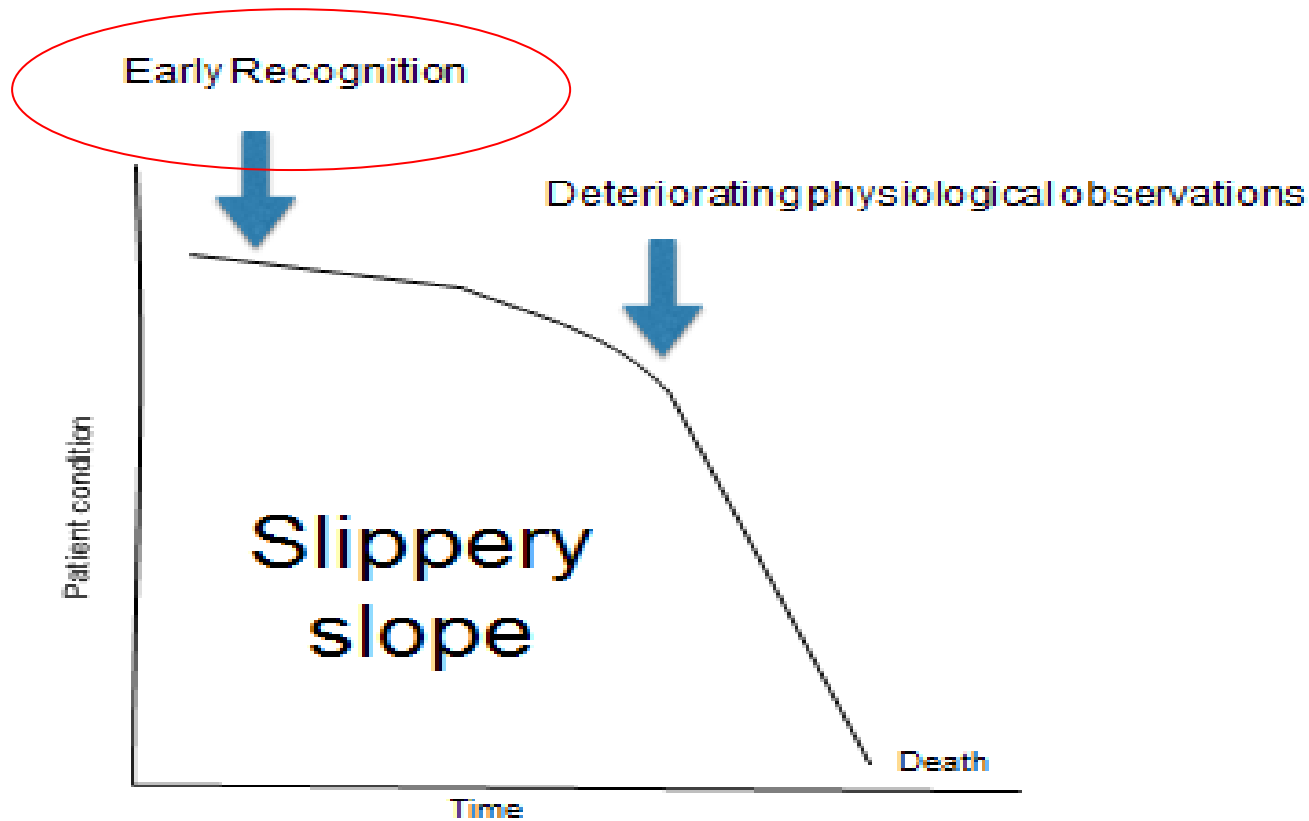 Early Recognition
Deteriorating physiological observations
Patient condition
Slippery
slope
Death
Time